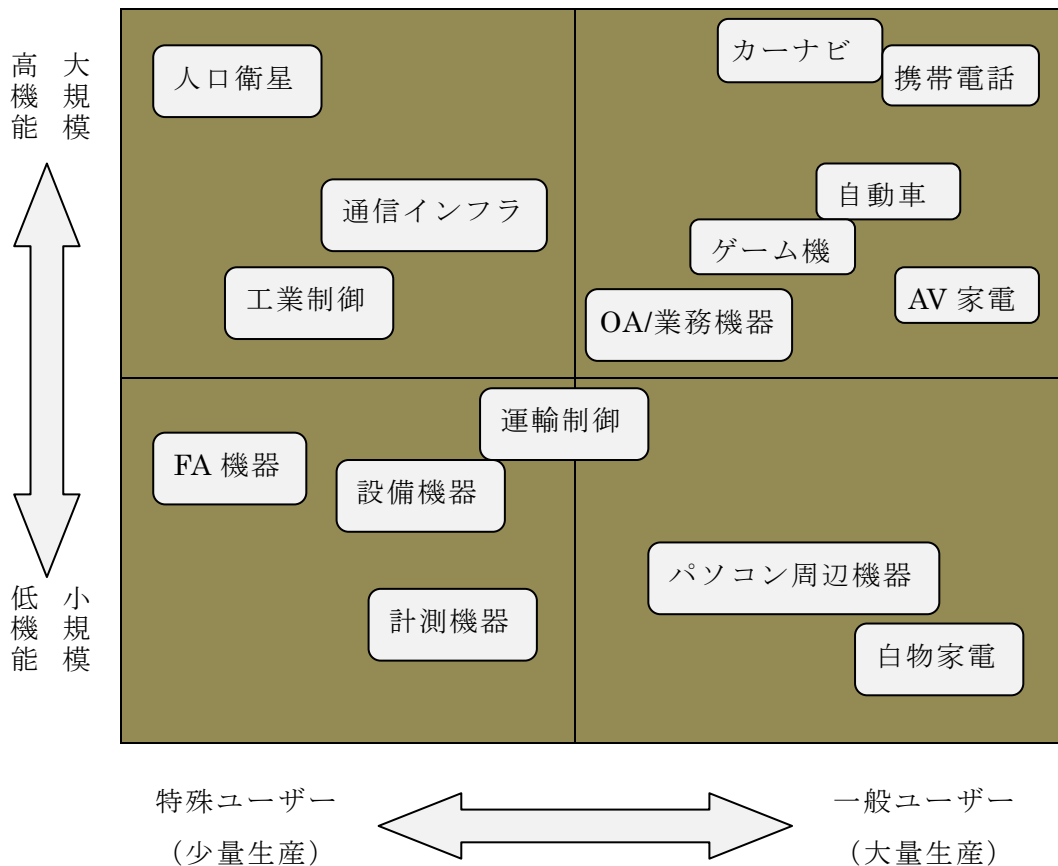 大規模
高機能
人口衛星
カーナビ
携帯電話
通信インフラ
自動車
ゲーム機
工業制御
AV 家電
OA/業務機器
運輸制御
FA 機器
設備機器
パソコン周辺機器
計測機器
白物家電
小規模
低機能
特殊ユーザー
(少量生産)
一般ユーザー
(大量生産)